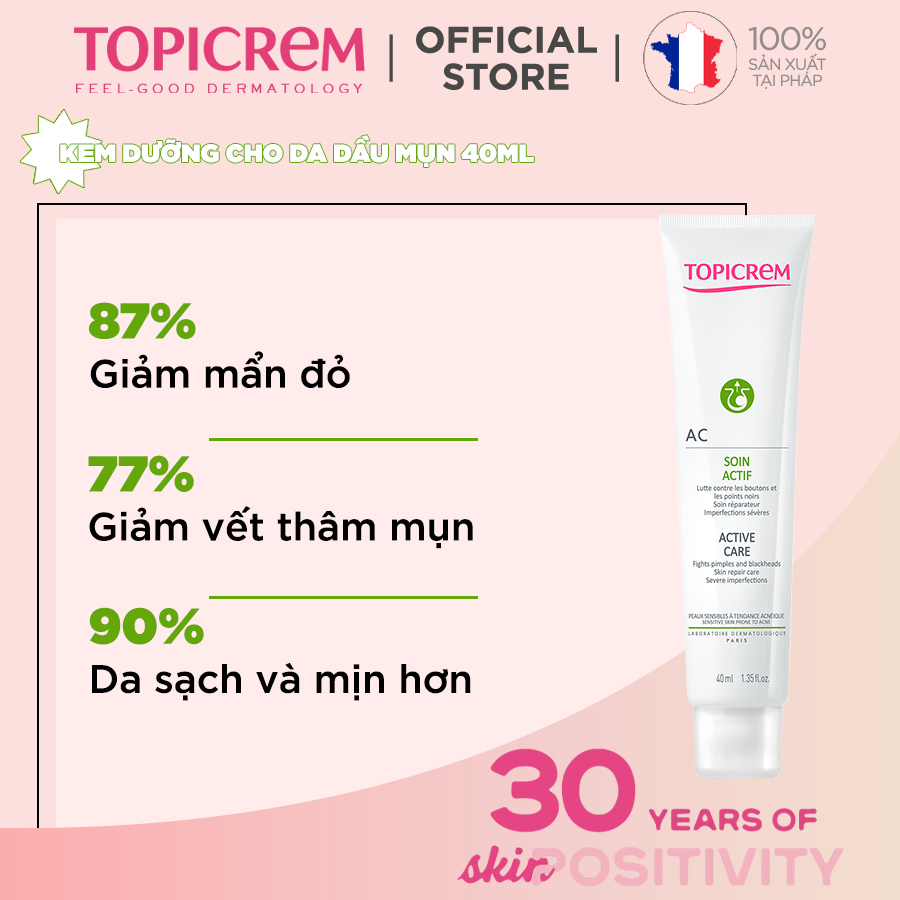 TOPICREM
FEEL-GOOD DERMATOLOGY
OFFICIAL
STORE
100%
SẢN XUẤT
TẠI PHÁP
KEM DƯỠNG CHO DA DẦU MỤN 40ML
87%
Giảm mẩn đỏ
77%
Giảm vết thâm mụn
90%
Da sạch và mịn hơn
TOPICREM
AC
SOIN
ACTIF
Lutte contre les boutons et
les points noirs
Soin réparateur
Imperfections sévères
ACTIVE
CARE
Fights pimples and blackheads
Skin repair care
Severe imperfections
PEAUX SENSIBLES À TENDANCE ACNÉIQUE
SENSITIVE SKIN PRONE TO ACNE
LABORATOIRE DERMATOLOGIQUE
PARIS
40 ml 1.35 fl.oz.
30 YEARS OF
skin POSITIVITY